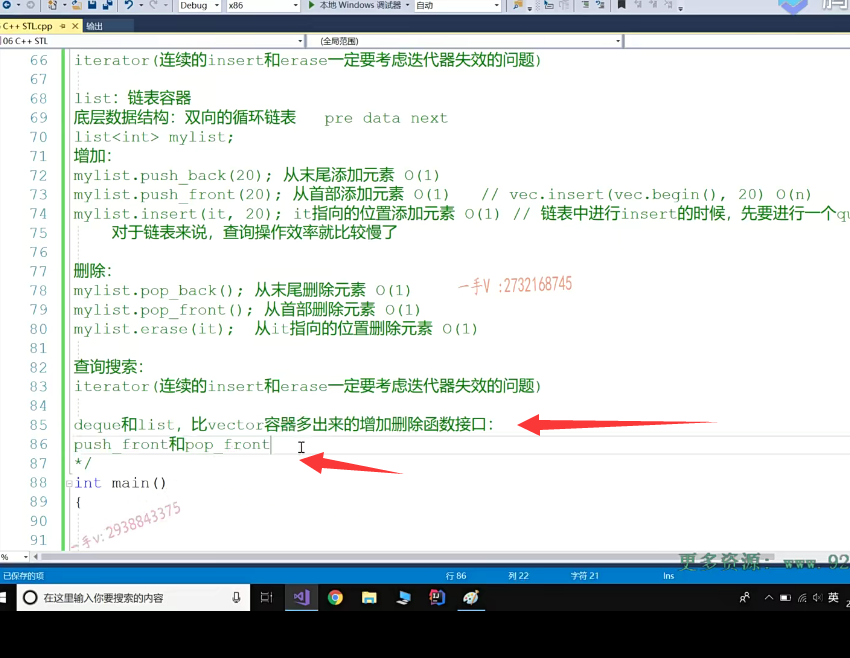 Debug x86 本地 Windows 调试器 自动
C++ STL.cpp 输出
06 C++ STL (全局范围)
66 iterator(连续的insert和erase一定要考虑迭代器失效的问题)
67
68 list: 链表容器
69 底层数据结构: 双向的循环链表 pre data next
70 list<int> mylist;
71 增加:
72 mylist.push_back(20); 从末尾添加元素 O(1)
73 mylist.push_front(20); 从首部添加元素 O(1) // vec.insert(vec.begin(), 20) O(n)
74 mylist.insert(it, 20); it指向的位置添加元素 O(1) // 链表中进行insert的时候, 先要进行一个qu
75 对于链表来说, 查询操作效率就比较慢了
76
77 删除:
78 mylist.pop_back(); 从末尾删除元素 O(1)
一手V :2732168745
79 mylist.pop_front(); 从首部删除元素 O(1)
80 mylist.erase(it); 从it指向的位置删除元素 O(1)
81
82 查询搜索:
83 iterator(连续的insert和erase一定要考虑迭代器失效的问题)
84
85 deque和list, 比vector容器多出来的增加删除函数接口:
86 push_front和pop_front
87 */
88 int main()
89 {
90
91
一手v: 2938843375
%
更多资源: www.92
已保存的项 行 86 列 22 字符 21 Ins
在这里输入你要搜索的内容 英